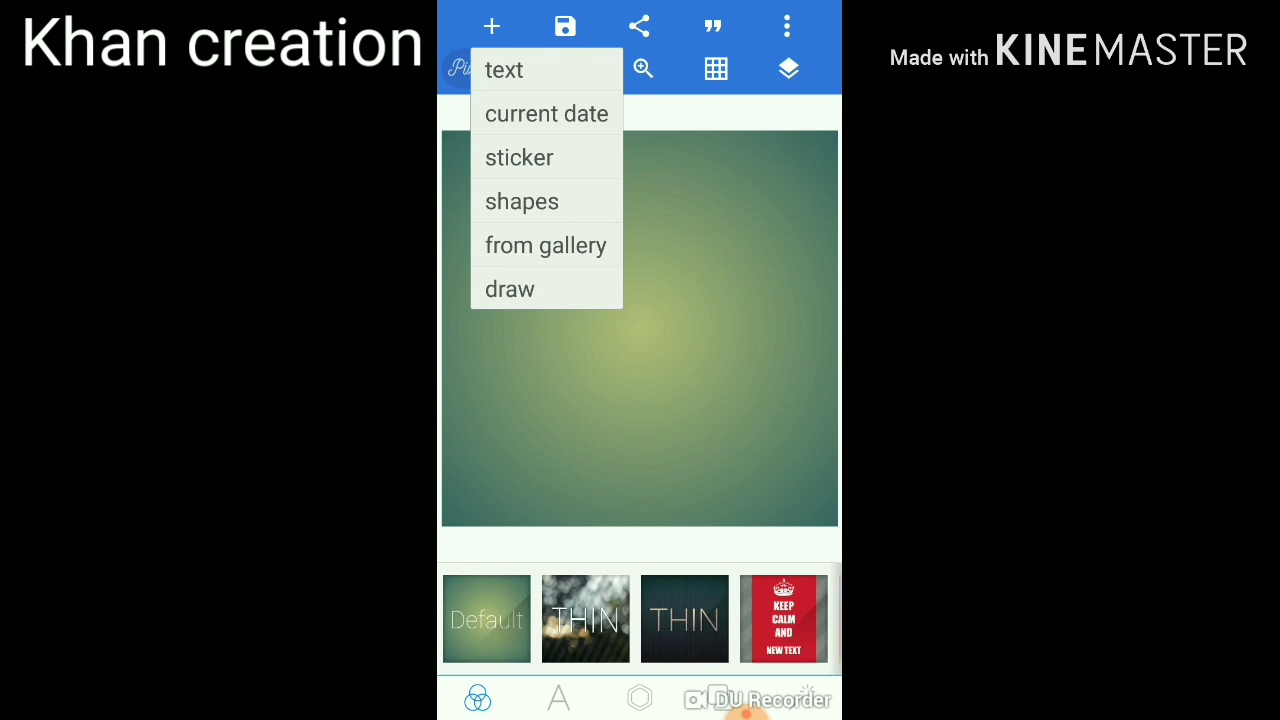 Khan creation
Made with KINEMASTER
Pi
text
current date
sticker
shapes
from gallery
draw
Default
THIN
THIN
KEEP
CALM
AND
NEW TEXT
A
DU Recorder